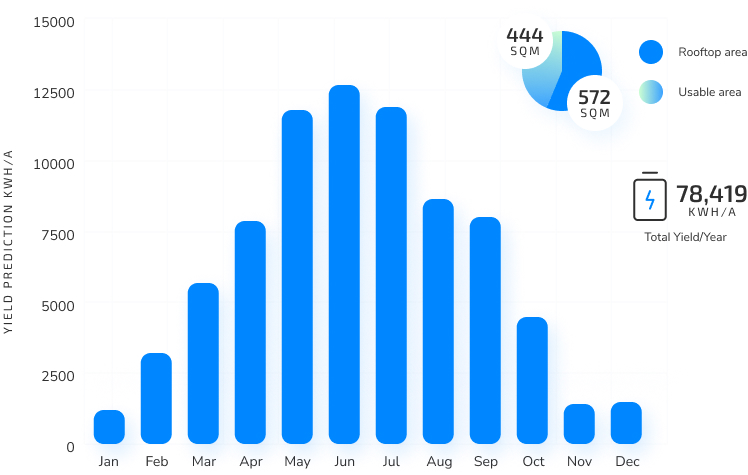 15000
12500
10000
7500
5000
2500
0
YIELD PREDICTION KWH/A
Jan Feb Mar Apr May Jun Jul Aug Sep Oct Nov Dec
444
SQM
572
SQM
Rooftop area
Usable area
78,419
KWH/A
Total Yield/Year